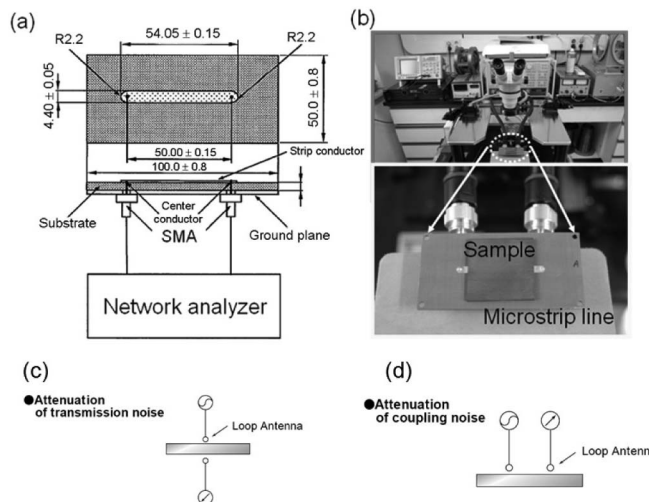 (a)
54.05 ± 0.15
R2.2
R2.2
4.40 ± 0.05
50.0 ± 0.8
50.00 ± 0.15
100.0 ± 0.8
Strip conductor
Substrate
Center
conductor
SMA
Ground plane
Network analyzer
(b)
Sample
A
Microstrip line
(c)
●Attenuation
of transmission noise
Loop Antenna
(d)
●Attenuation
of coupling noise
Loop Antenn